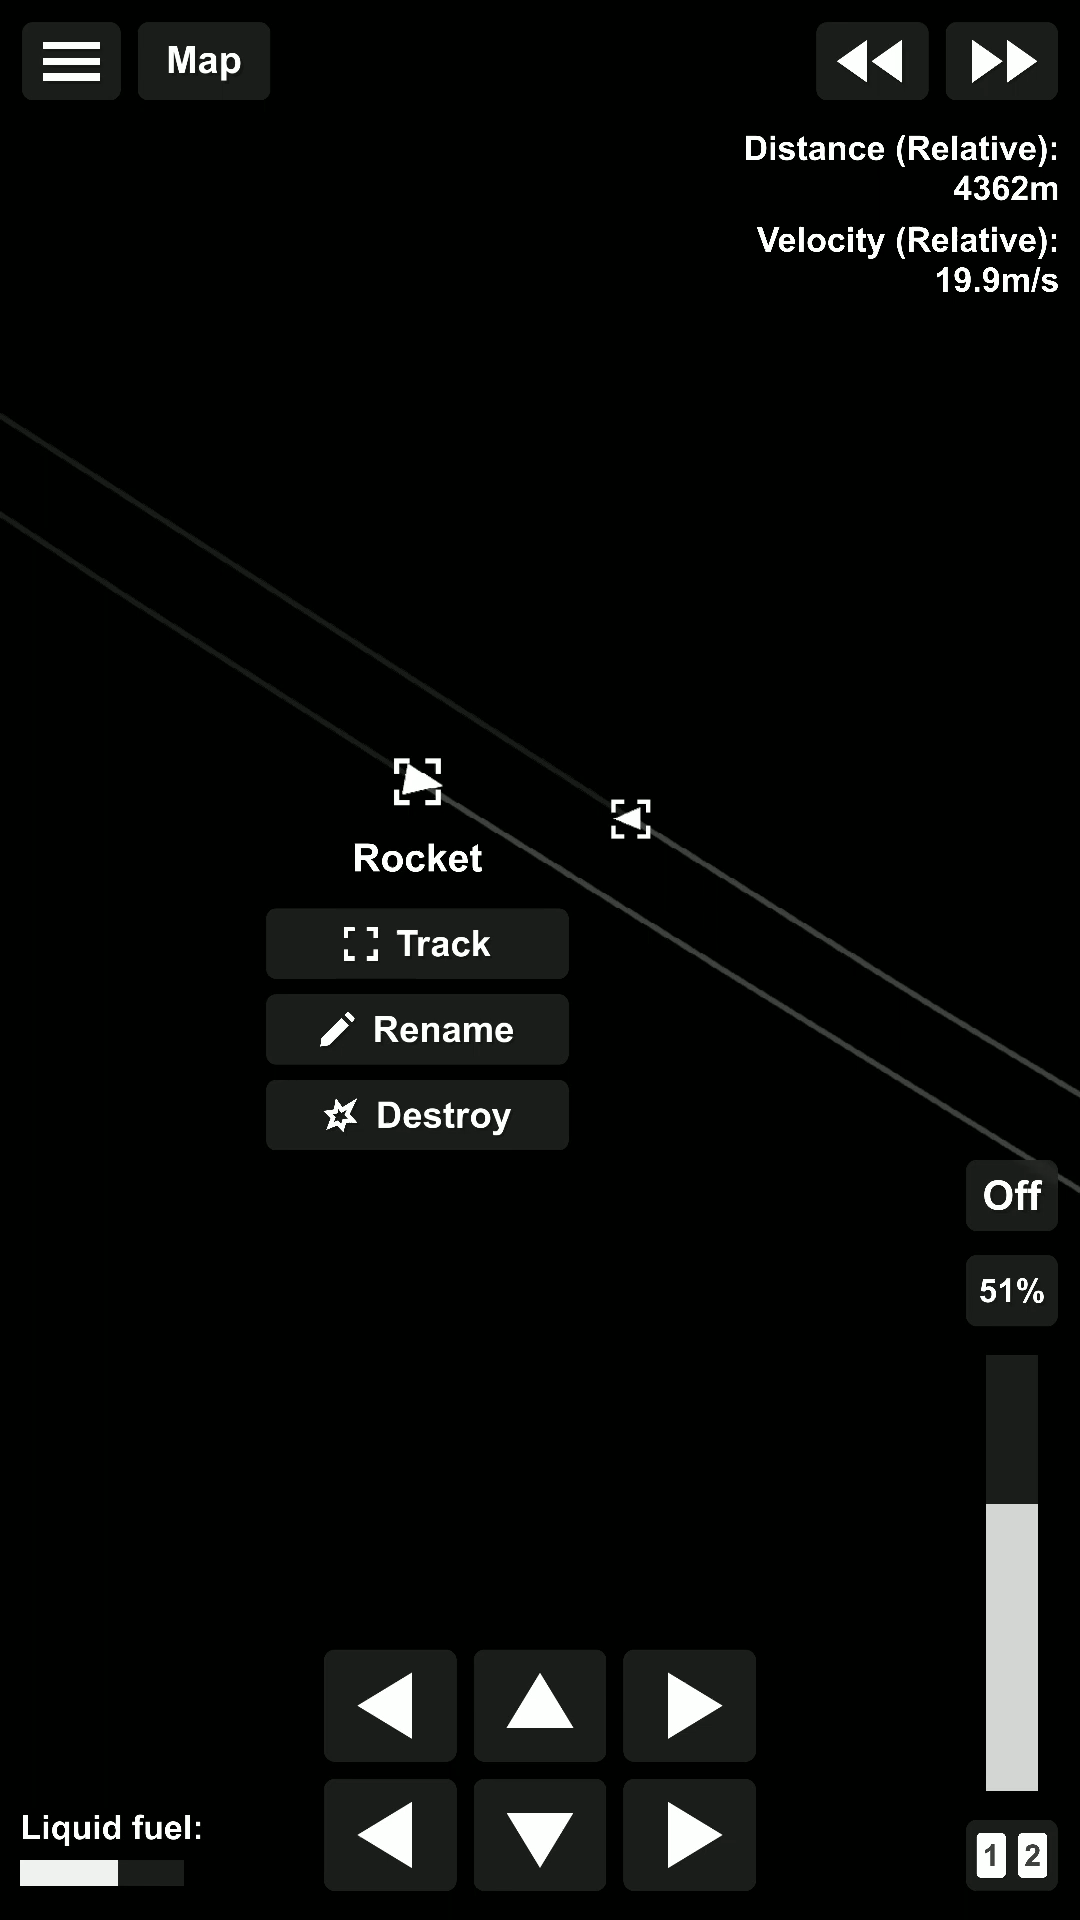 Map
Distance (Relative):
4362m
Velocity (Relative):
19.9m/s
Rocket
Track
Rename
Destroy
Off
51%
Liquid fuel:
1 2